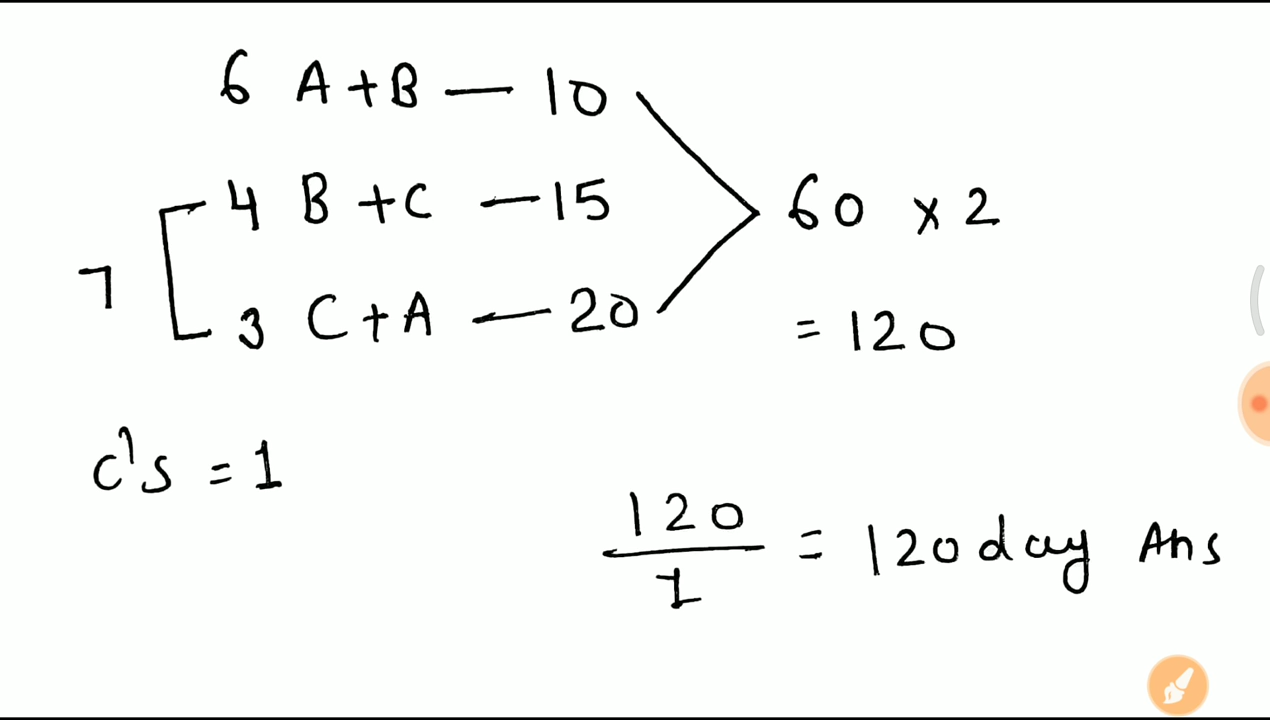 6 A+B — 10
4 B+C — 15
60 × 2
7
3 C+A — 20
= 120
C's = 1
120
1
= 120 day Ans